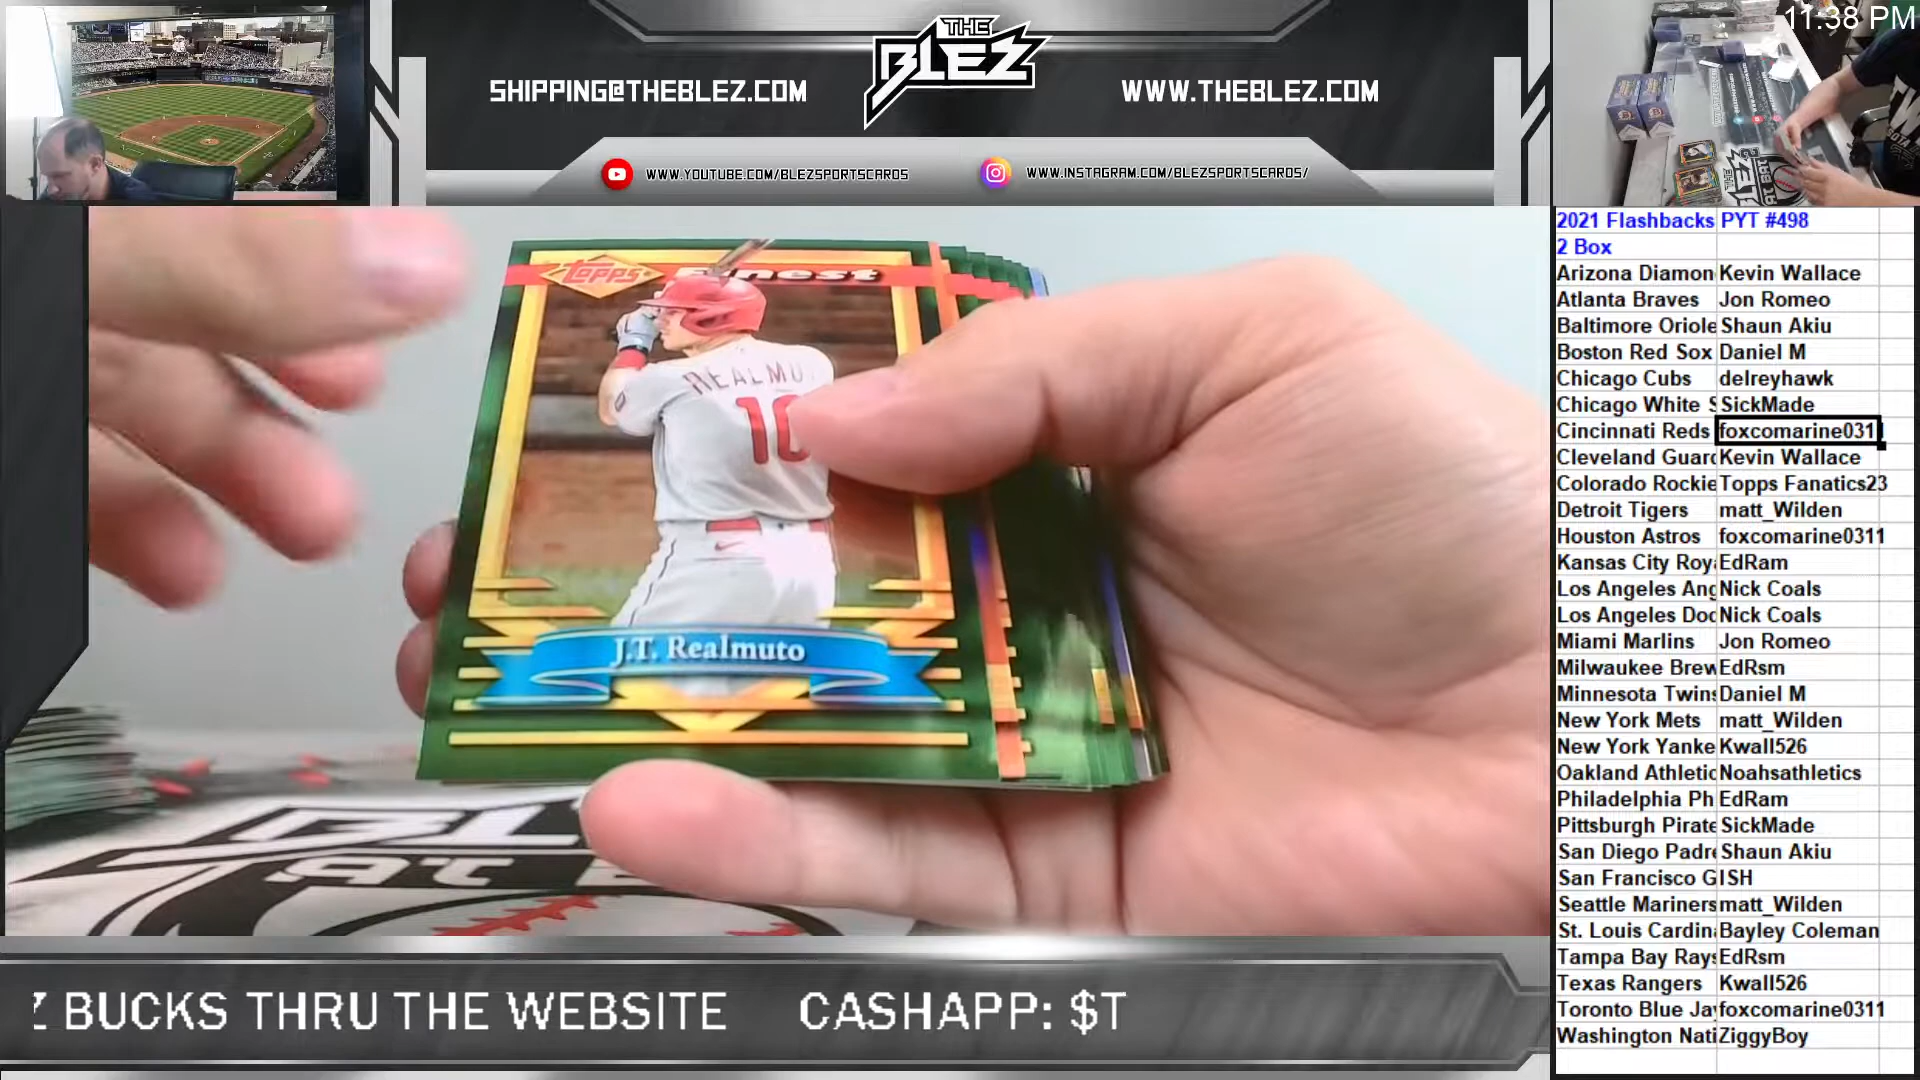 THE
BLEZ
SHIPPING@THEBLEZ.COM
WWW.THEBLEZ.COM
WWW.YOUTUBE.COM/BLEZSPORTSCARDS
WWW.INSTAGRAM.COM/BLEZSPORTSCARDS/
11:38 PM
Topps Finest
REALMU
10
J.T. Realmuto
2021 Flashbacks PYT #498
2 Box
Arizona Diamon Kevin Wallace
Atlanta Braves Jon Romeo
Baltimore Oriole Shaun Akiu
Boston Red Sox Daniel M
Chicago Cubs delreyhawk
Chicago White S SickMade
Cincinnati Reds foxcomarine031
Cleveland Guard Kevin Wallace
Colorado Rockie Topps Fanatics23
Detroit Tigers matt_Wilden
Houston Astros foxcomarine0311
Kansas City Roya EdRam
Los Angeles Ang Nick Coals
Los Angeles Dod Nick Coals
Miami Marlins Jon Romeo
Milwaukee Brew EdRsm
Minnesota Twins Daniel M
New York Mets matt_Wilden
New York Yanke Kwall526
Oakland Athletic Noahsathletics
Philadelphia Ph EdRam
Pittsburgh Pirate SickMade
San Diego Padre Shaun Akiu
San Francisco G ISH
Seattle Mariners matt_Wilden
St. Louis Cardina Bayley Coleman
Tampa Bay Rays EdRsm
Texas Rangers Kwall526
Toronto Blue Jay foxcomarine0311
Washington Nati ZiggyBoy
Z BUCKS THRU THE WEBSITE CASHAPP: $T